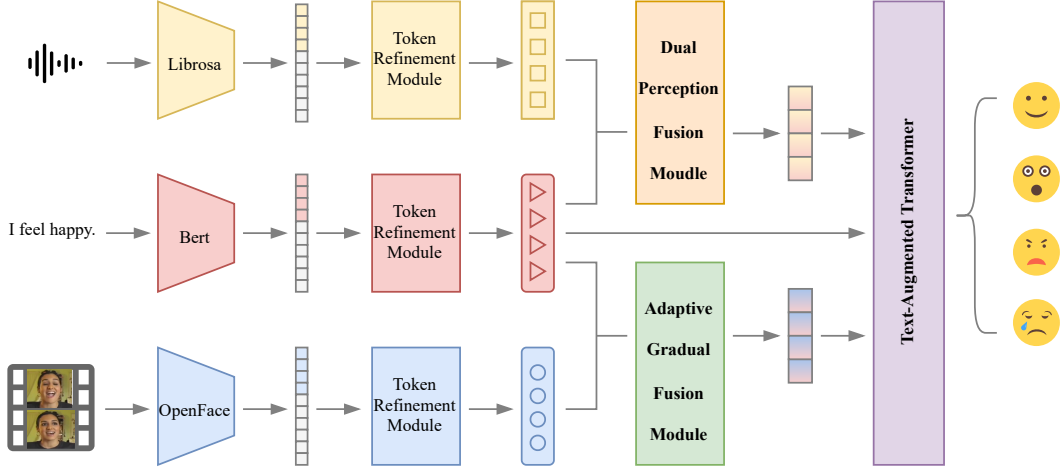 Librosa
Token
Refinement
Module
Dual
Perception
Fusion
Moudle
I feel happy.
Bert
Token
Refinement
Module
Text-Augmented Transformer
Adaptive
Gradual
Fusion
Module
OpenFace
Token
Refinement
Module